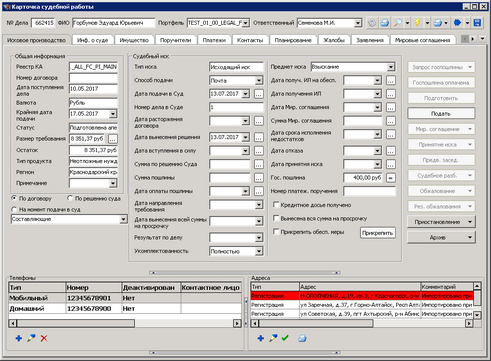 Карточка судебной работы
№ Дела 662415 ФИО Горбунов Эдуард Юрьевич Портфель TEST_01_00_LEGAL_F Ответственный Семенова М.И.
Исковое производство Инф. о суде Имущество Поручители Платежи Контакты Планирование Жалобы Заявления Мировые соглашения
Общая информация
Реестр КА _ALL_FC_PI_MAIN
Номер договора
Дата поступления дела 10.05.2017
Валюта Рубль
Крайняя дата подачи 17.05.2017
Статус Подготовлена апе
Размер требования 8 351,37 руб
Остаток 8 351,37 руб
Тип продукта Неотложные нужд
Регион Краснодарский кра
Примечание
По договору По решению суда
На момент подачи в суд
Составляющие
Судебный иск
Тип иска Исходящий иск
Способ подачи Почта
Дата подачи в Суд 13.07.2017
Номер дела в Суде 1
Дата расторжения договора
Дата вынесения решения 13.07.2017
Дата вступления в силу
Сумма по решению Суда
Сумма пошлины
Дата оплаты пошлины
Дата направления требования
Дата вынесения всей суммы на просрочку
Результат по делу
Укомплектованность Полностью
Предмет иска Взыскание
Дата получ. ИП на обесп.
Дата получения ИП
Дата Мир. соглашения
Сумма Мир. соглашения
Дата срока исполнения недостатков
Дата отказа
Дата принятия иска
Гос. пошлина 400,00 руб
Номер платеж. поручения
Кредитное досье получено
Вынесена вся сумма на просрочку
Прикрепить обесп. меры Прикрепить
Запрос госпошлины
Госпошлина оплачена
Подготовить
Подать
Мир. соглашение
Принятие иска
Предв. засед.
Судебное разб.
Обжалование
Рез. обжалования
Приостановление
Архив
Телефоны
Тип Номер Деактивирован Контактное лицо
Мобильный 12345678901 Нет
Домашний 12345678900 Нет
Адреса
Тип Адрес Комментарий
Регистрация Импортировано при
Регистрация ул Заречная, д.37, г Горно-Алтайск, Респ Алта Импортировано при
Регистрация ул Советская, д.39, пгт Ахтырский, р-н Абинс Импортировано при